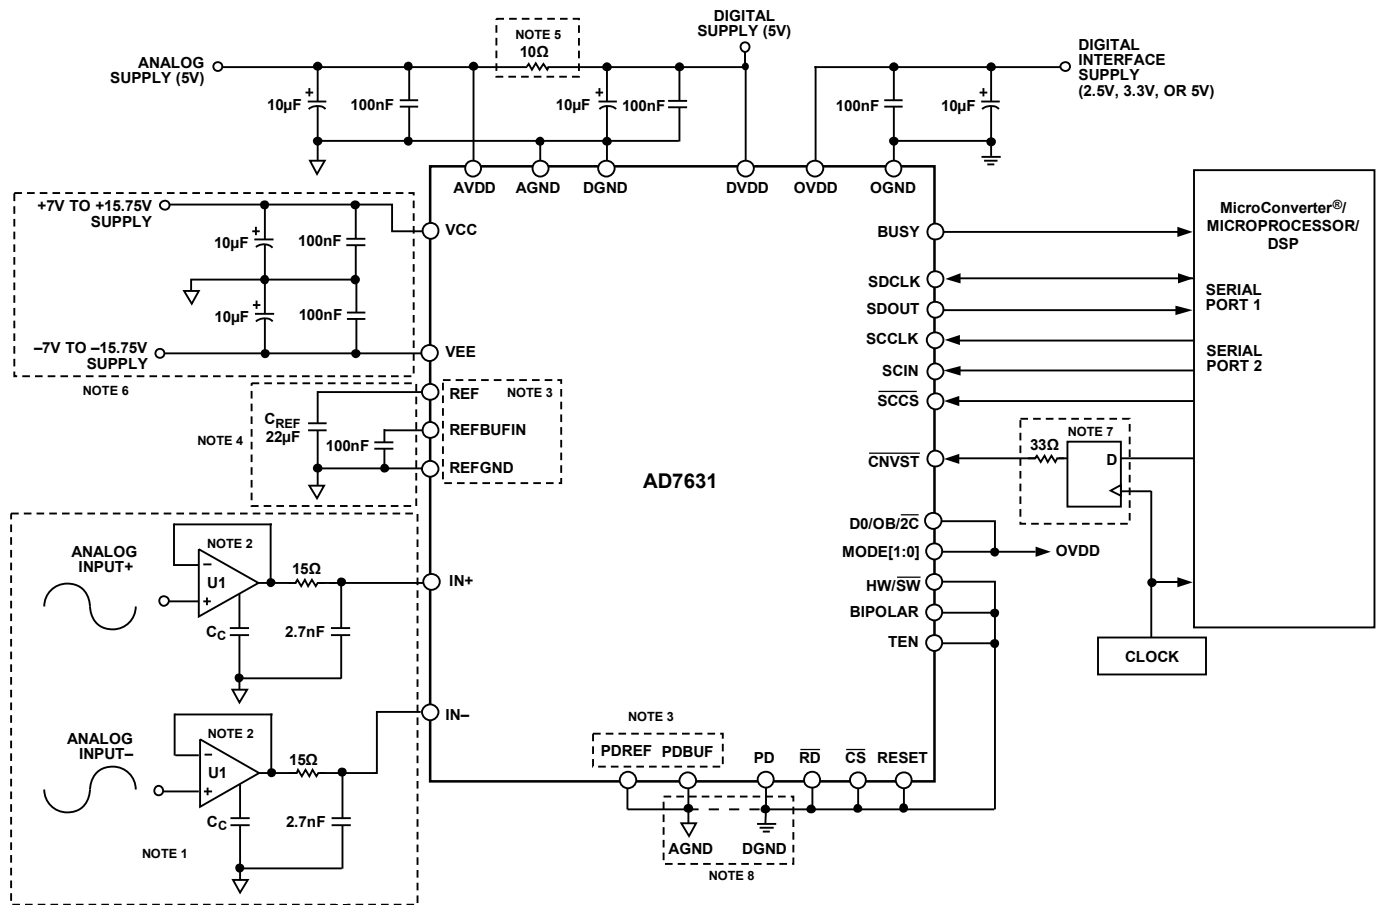 DIGITAL
SUPPLY (5V)
NOTE 5
10Ω
ANALOG
SUPPLY (5V)
DIGITAL
INTERFACE
SUPPLY
(2.5V, 3.3V, OR 5V)
10µF
+
100nF
10µF
+
100nF
100nF
10µF
+
AVDD
AGND
DGND
DVDD
OVDD
OGND
+7V TO +15.75V
SUPPLY
10µF
+
100nF
10µF
+
100nF
–7V TO –15.75V
SUPPLY
NOTE 6
VCC
VEE
REF
NOTE 3
REFBUFIN
REFGND
CREF
22µF
100nF
NOTE 4
AD7631
BUSY
SDCLK
SDOUT
SCCLK
SCIN
SCCS
CNVST
D0/OB/2C
MODE[1:0]
OVDD
HW/SW
BIPOLAR
TEN
MicroConverter®/
MICROPROCESSOR/
DSP
SERIAL
PORT 1
SERIAL
PORT 2
NOTE 7
33Ω
D
CLOCK
ANALOG
INPUT+
NOTE 2
–
U1
+
15Ω
CC
2.7nF
IN+
ANALOG
INPUT–
NOTE 2
–
U1
+
15Ω
CC
2.7nF
IN–
NOTE 1
NOTE 3
PDREF PDBUF
PD
RD
CS
RESET
AGND
DGND
NOTE 8